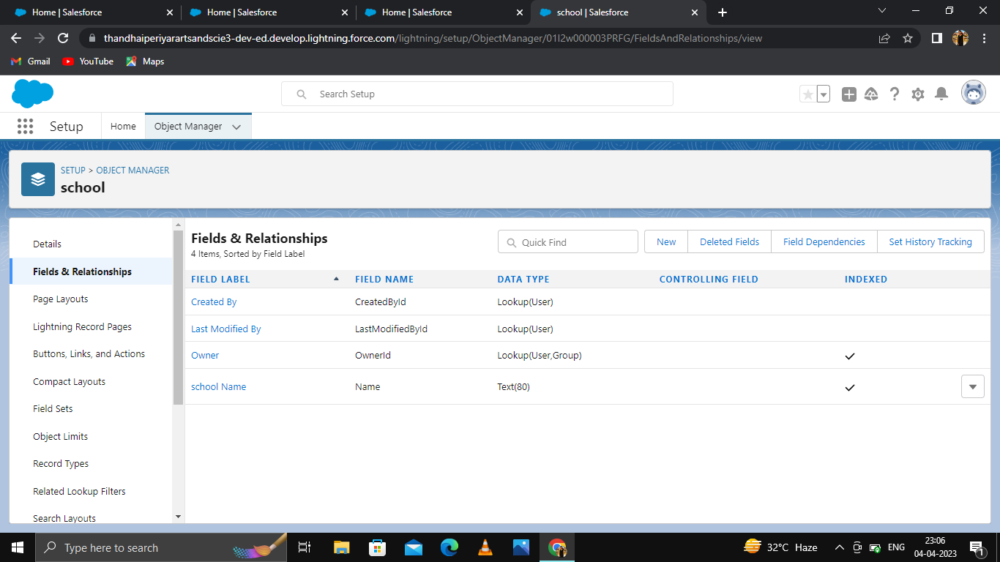 Home | Salesforce
Home | Salesforce
Home | Salesforce
school | Salesforce
thandhaiperiyarartsandscie3-dev-ed.develop.lightning.force.com/lightning/setup/ObjectManager/01I2w000003PRFG/FieldsAndRelationships/view
Gmail YouTube Maps
Search Setup
Setup Home Object Manager
SETUP > OBJECT MANAGER
school
Details
Fields & Relationships
Page Layouts
Lightning Record Pages
Buttons, Links, and Actions
Compact Layouts
Field Sets
Object Limits
Record Types
Related Lookup Filters
Search Layouts
Fields & Relationships
4 Items, Sorted by Field Label
Quick Find
New Deleted Fields Field Dependencies Set History Tracking
FIELD LABEL FIELD NAME DATA TYPE CONTROLLING FIELD INDEXED
Created By CreatedById Lookup(User)
Last Modified By LastModifiedById Lookup(User)
Owner OwnerId Lookup(User,Group)
school Name Name Text(80)
Type here to search
32°C Haze
ENG
23:06
04-04-2023
1